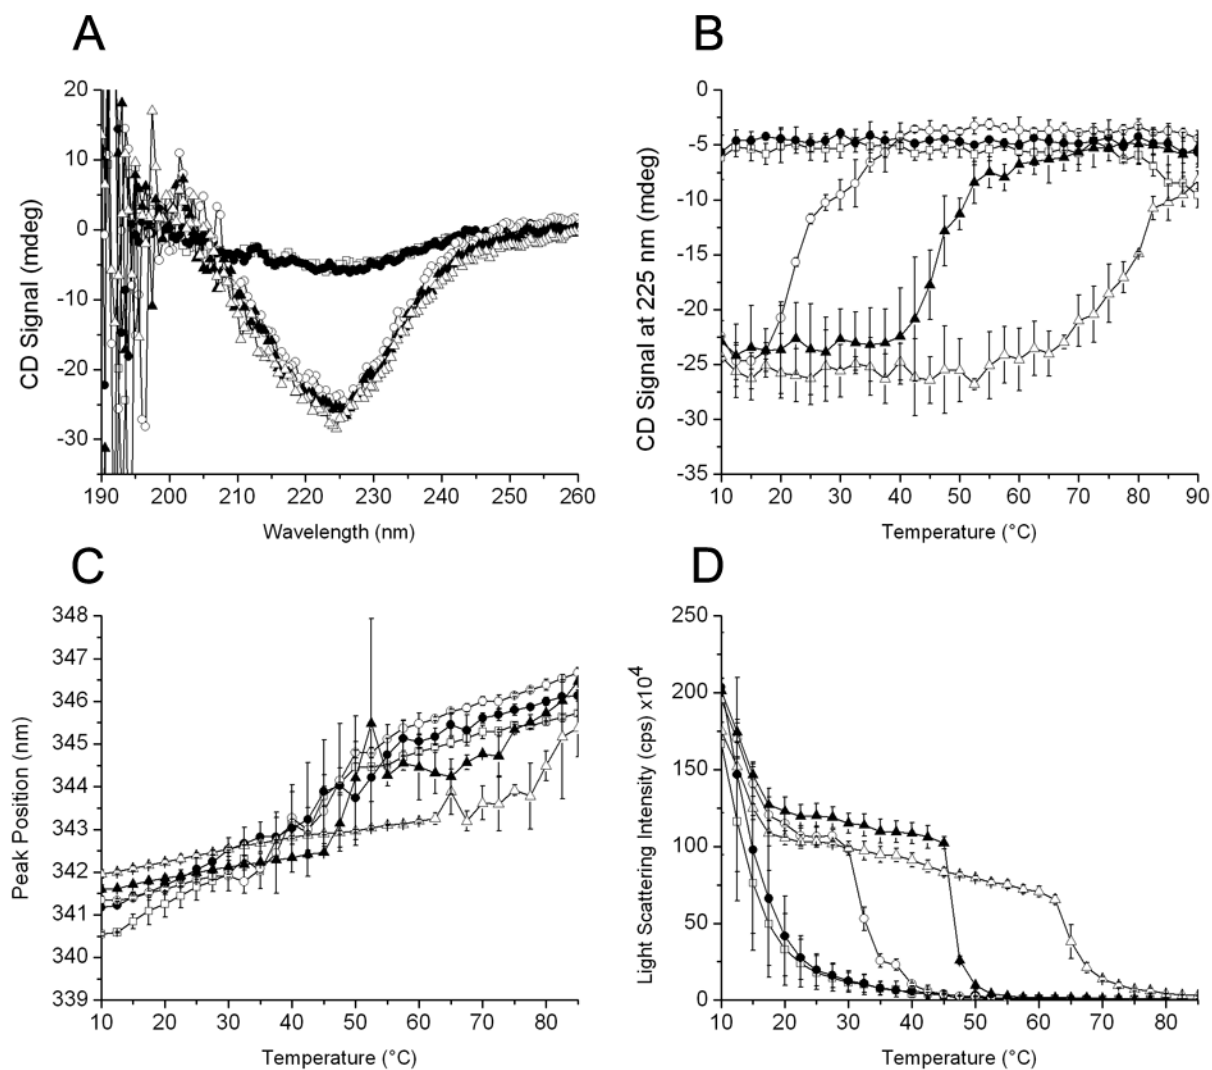 A
B
20
10
0
-10
-20
-30
CD Signal (mdeg)
190 200 210 220 230 240 250 260
Wavelength (nm)
0
-5
-10
-15
-20
-25
-30
-35
CD Signal at 225 nm (mdeg)
10 20 30 40 50 60 70 80 90
Temperature (°C)
C
D
348
347
346
345
344
343
342
341
340
339
Peak Position (nm)
10 20 30 40 50 60 70 80
Temperature (°C)
250
200
150
100
50
0
Light Scattering Intensity (cps) x10⁴
10 20 30 40 50 60 70 80
Temperature (°C)